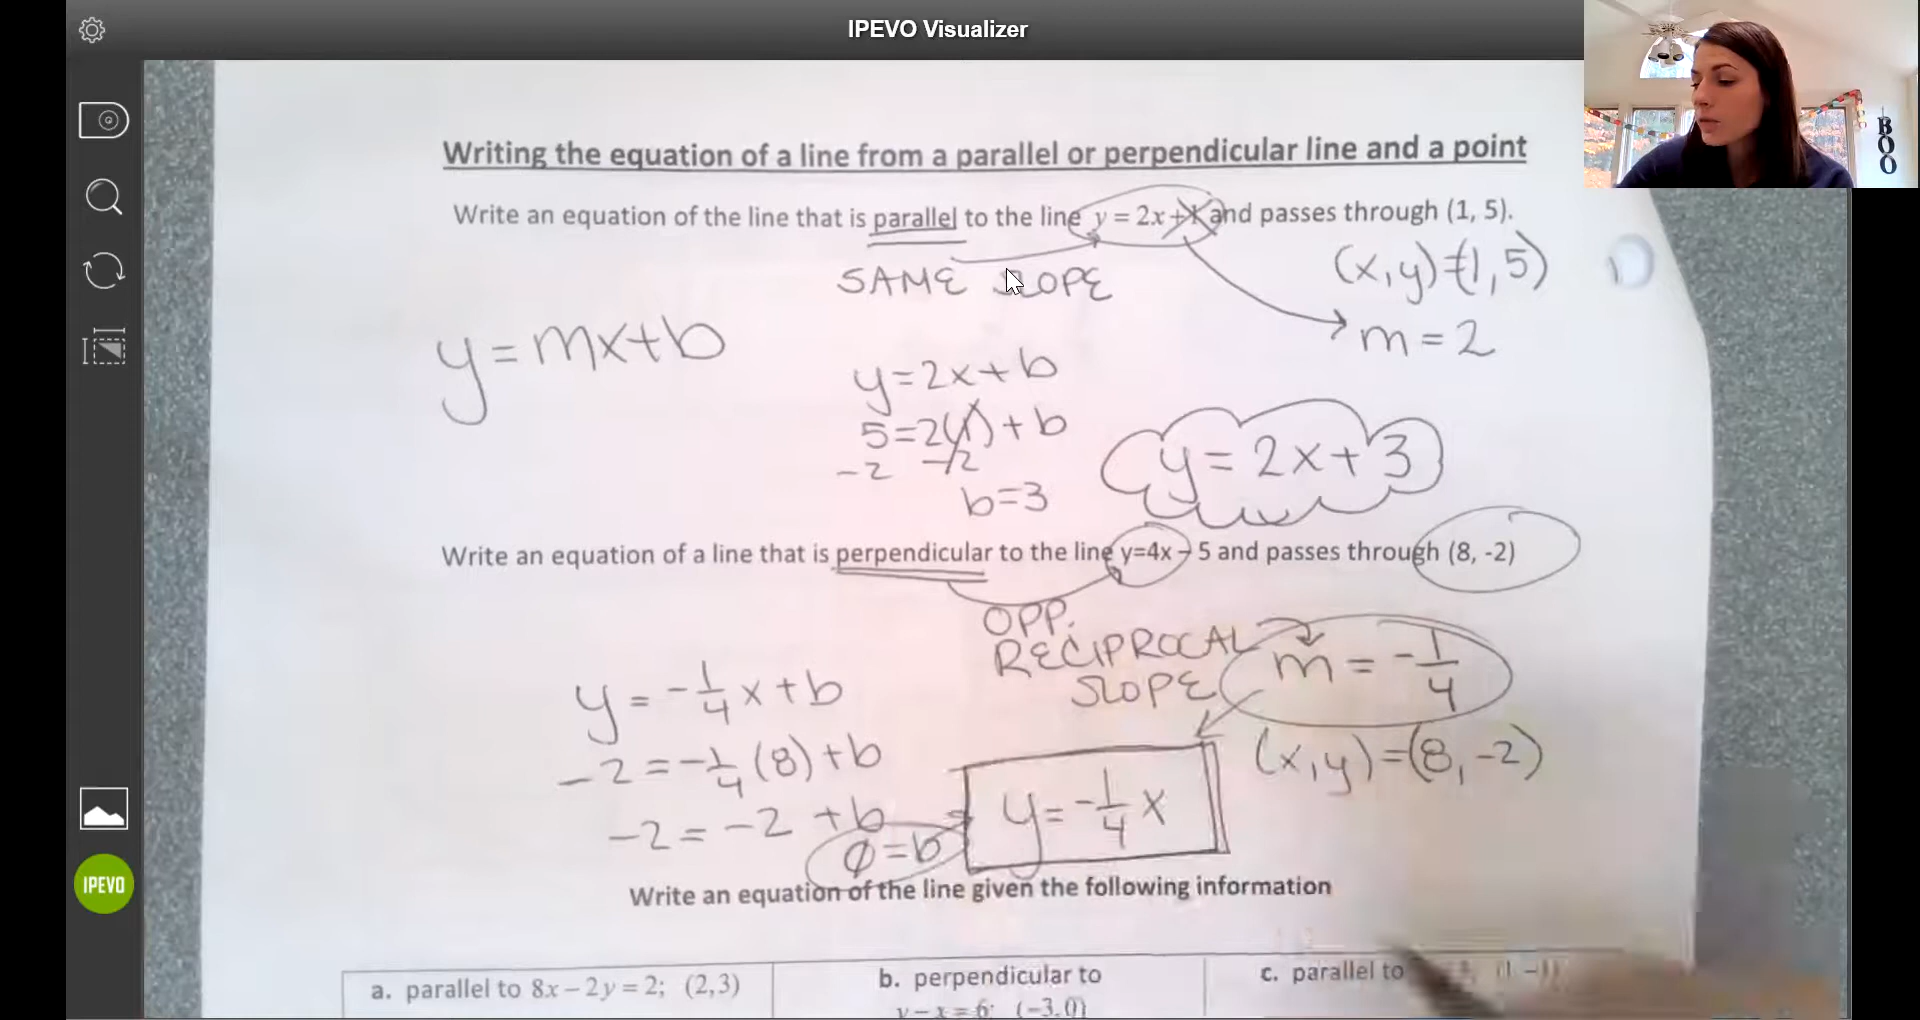 IPEVO Visualizer
BOO
Writing the equation of a line from a parallel or perpendicular line and a point
Write an equation of the line that is parallel to the line y = 2x+1 and passes through (1, 5).
SAME SLOPE
(x,y)=(1,5)
m = 2
y=mx+b
y=2x+b
5=2(1)+b
-2 -2
b=3
y=2x+3
Write an equation of a line that is perpendicular to the line y=4x – 5 and passes through (8, -2)
OPP.
RECIPROCAL
SLOPE
m = -1/4
(x,y)=(8,-2)
y=-1/4x+b
-2=-1/4(8)+b
-2=-2+b
0=b
y=-1/4x
IPEVO
Write an equation of the line given the following information
a. parallel to 8x – 2y = 2; (2,3)
b. perpendicular to
y – x = 6; (–3,0)
c. parallel to